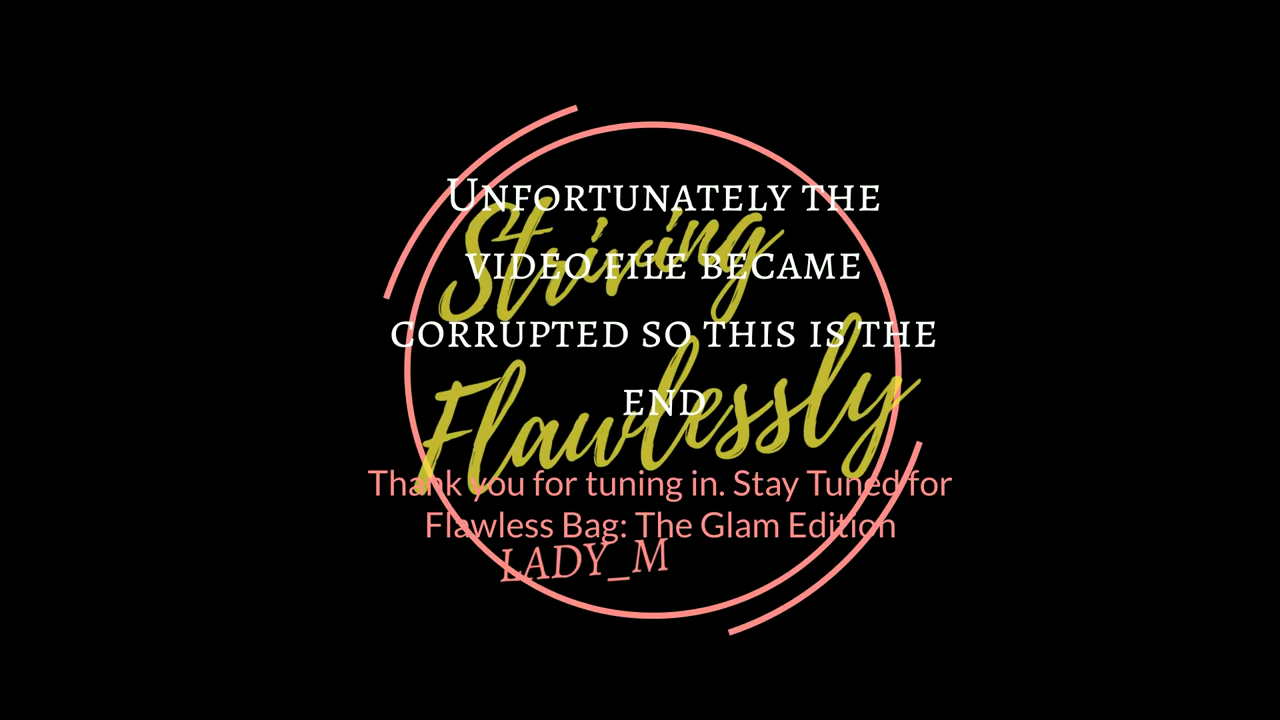 Unfortunately the
video file became
corrupted so this is the
end
Striving
Flawlessly
Thank you for tuning in. Stay Tuned for
Flawless Bag: The Glam Edition
LADY_M